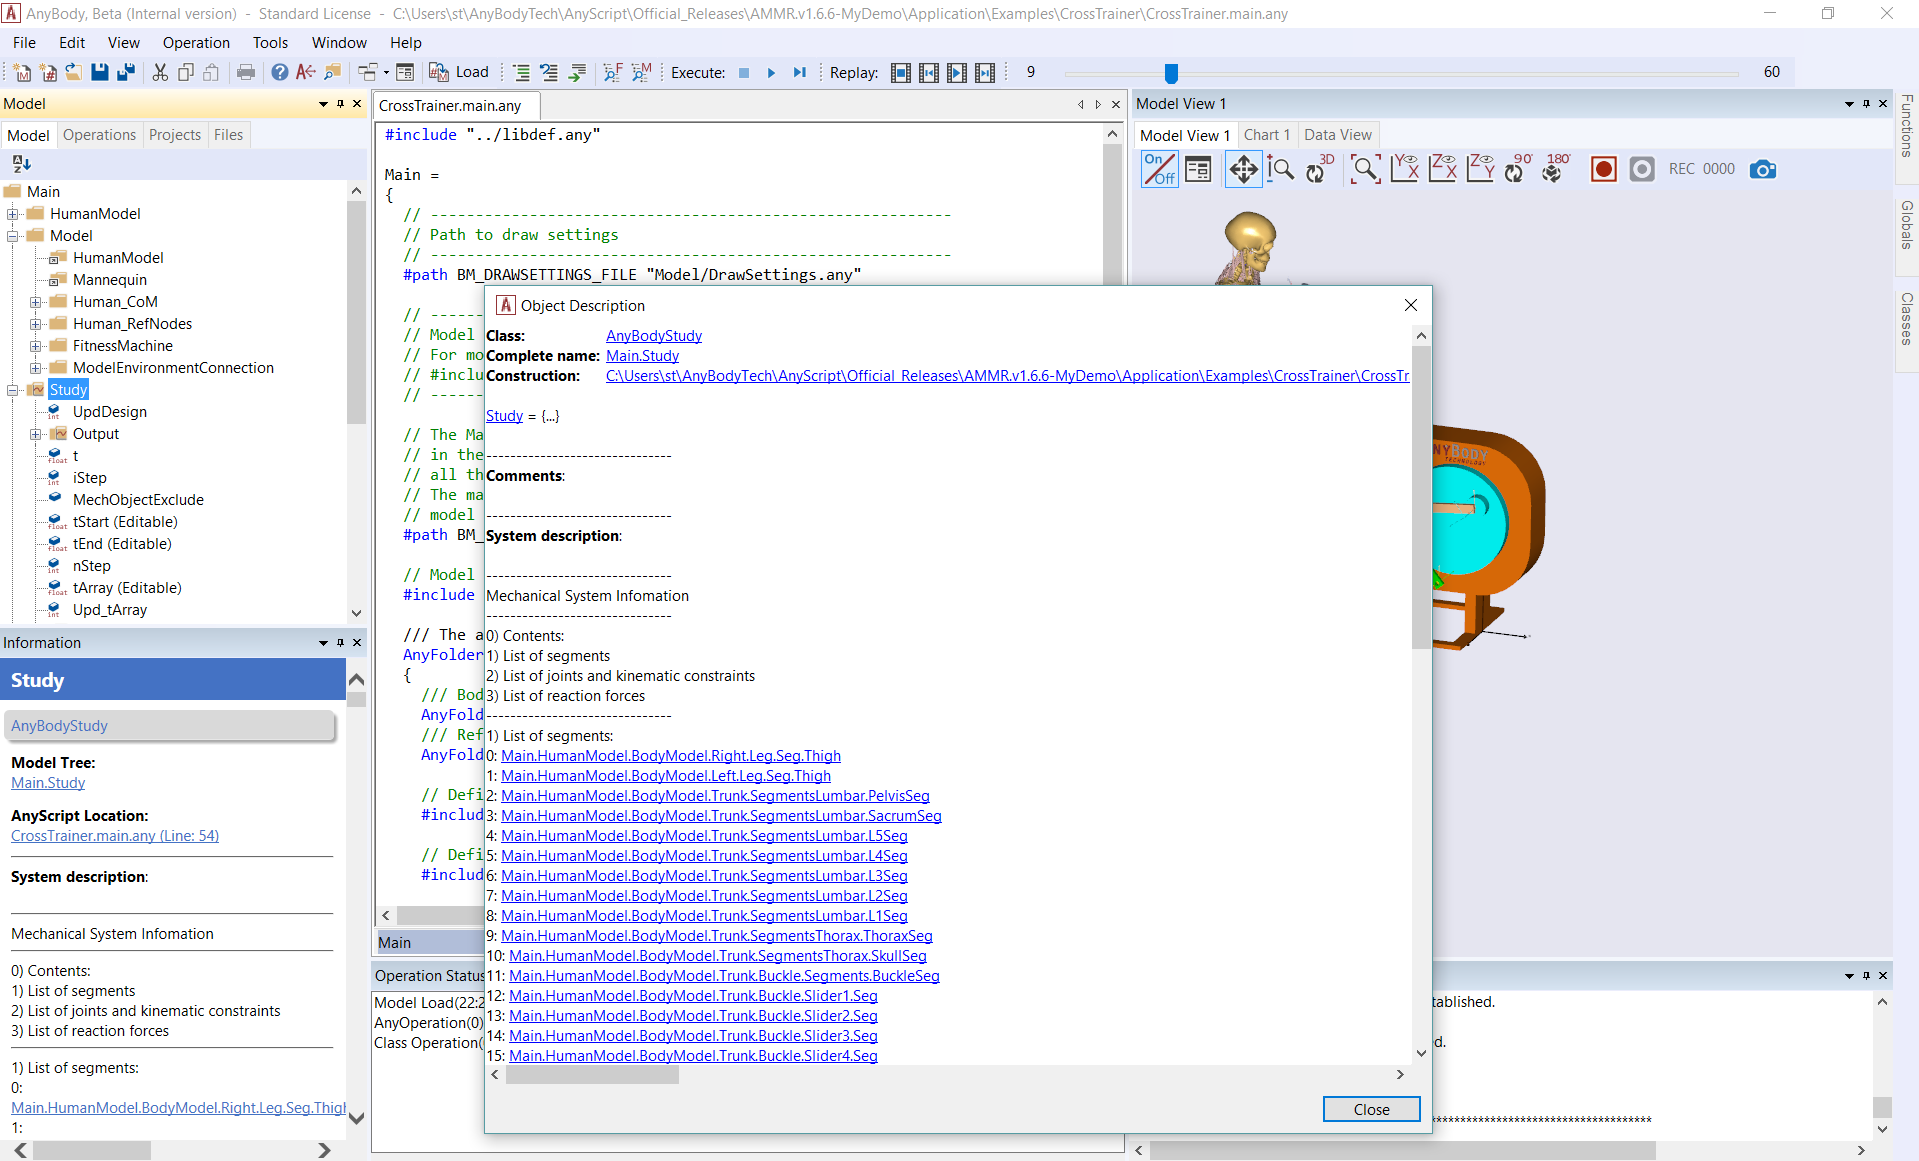 AnyBody, Beta (Internal version)  -  Standard License  -  C:\Users\st\AnyBodyTech\AnyScript\Official_Releases\AMMR.v1.6.6-MyDemo\Application\Examples\CrossTrainer\CrossTrainer.main.any
File Edit View Operation Tools Window Help
Load Execute: Replay: 9 60
Model
Model Operations Projects Files
Main
HumanModel
Model
HumanModel
Mannequin
Human_CoM
Human_RefNodes
FitnessMachine
ModelEnvironmentConnection
Study
int UpdDesign
Output
float t
int iStep
MechObjectExclude
float tStart (Editable)
float tEnd (Editable)
int nStep
float tArray (Editable)
int Upd_tArray
Information
Study
AnyBodyStudy
Model Tree:
Main.Study
AnyScript Location:
CrossTrainer.main.any (Line: 54)
System description:
Mechanical System Infomation
0) Contents:
1) List of segments
2) List of joints and kinematic constraints
3) List of reaction forces
1) List of segments:
0:
Main.HumanModel.BodyModel.Right.Leg.Seg.Thigh
1:
CrossTrainer.main.any
#include "../libdef.any"
Main =
{
// ----------------------------------------------------------
// Path to draw settings
// ----------------------------------------------------------
#path BM_DRAWSETTINGS_FILE "Model/DrawSettings.any"
// ------
// Model
// For mo
// #inclu
// ------
// The Ma
// in the
// all th
// The ma
// model
#path BM_
// Model
#include
/// The a
AnyFolder
{
/// Bod
AnyFold
/// Ref
AnyFold
// Defi
#includ
// Defi
#includ
Main
Operation Status
Model Load(22:2
AnyOperation(0)
Class Operation(
Object Description
Class: AnyBodyStudy
Complete name: Main.Study
Construction: C:\Users\st\AnyBodyTech\AnyScript\Official_Releases\AMMR.v1.6.6-MyDemo\Application\Examples\CrossTrainer\CrossTr
Study = {...}
-------------------------------
Comments:
-------------------------------
System description:
-------------------------------
Mechanical System Infomation
-------------------------------
0) Contents:
1) List of segments
2) List of joints and kinematic constraints
3) List of reaction forces
-------------------------------
1) List of segments:
0: Main.HumanModel.BodyModel.Right.Leg.Seg.Thigh
1: Main.HumanModel.BodyModel.Left.Leg.Seg.Thigh
2: Main.HumanModel.BodyModel.Trunk.SegmentsLumbar.PelvisSeg
3: Main.HumanModel.BodyModel.Trunk.SegmentsLumbar.SacrumSeg
4: Main.HumanModel.BodyModel.Trunk.SegmentsLumbar.L5Seg
5: Main.HumanModel.BodyModel.Trunk.SegmentsLumbar.L4Seg
6: Main.HumanModel.BodyModel.Trunk.SegmentsLumbar.L3Seg
7: Main.HumanModel.BodyModel.Trunk.SegmentsLumbar.L2Seg
8: Main.HumanModel.BodyModel.Trunk.SegmentsLumbar.L1Seg
9: Main.HumanModel.BodyModel.Trunk.SegmentsThorax.ThoraxSeg
10: Main.HumanModel.BodyModel.Trunk.SegmentsThorax.SkullSeg
11: Main.HumanModel.BodyModel.Trunk.Buckle.Segments.BuckleSeg
12: Main.HumanModel.BodyModel.Trunk.Buckle.Slider1.Seg
13: Main.HumanModel.BodyModel.Trunk.Buckle.Slider2.Seg
14: Main.HumanModel.BodyModel.Trunk.Buckle.Slider3.Seg
15: Main.HumanModel.BodyModel.Trunk.Buckle.Slider4.Seg
Close
Model View 1
Model View 1 Chart 1 Data View
On/Off 3D Y X Z X Z Y 90° 180° REC 0000
NYBODY
TECHNOLOGY
tablished.
d.
*******************************************************
Functions
Globals
Classes